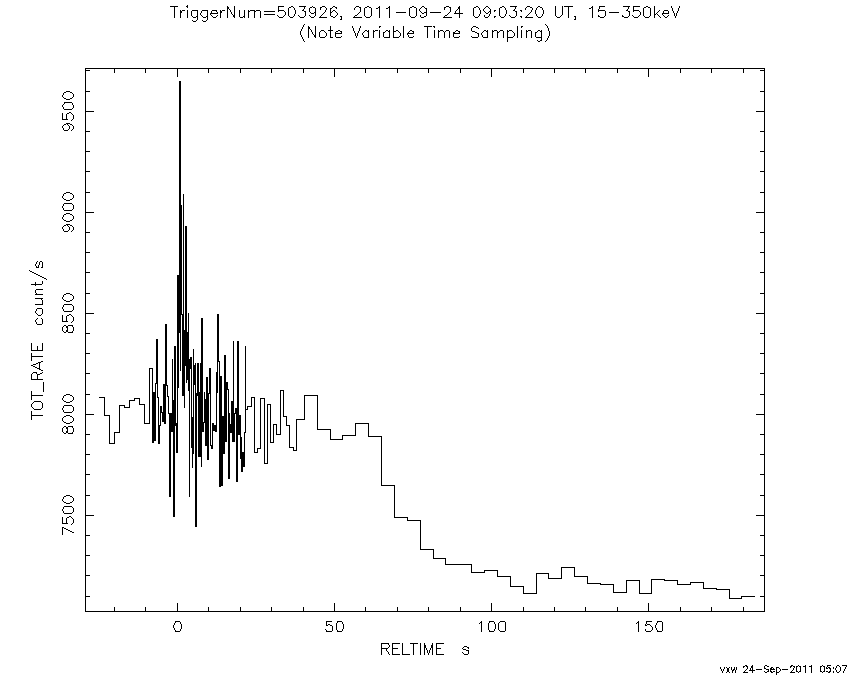 TriggerNum=503926, 2011-09-24 09:03:20 UT, 15-350keV
(Note Variable Time Sampling)
TOT_RATE count/s
9500
9000
8500
8000
7500
0 50 100 150
RELTIME s
vxw 24-Sep-2011 05:07